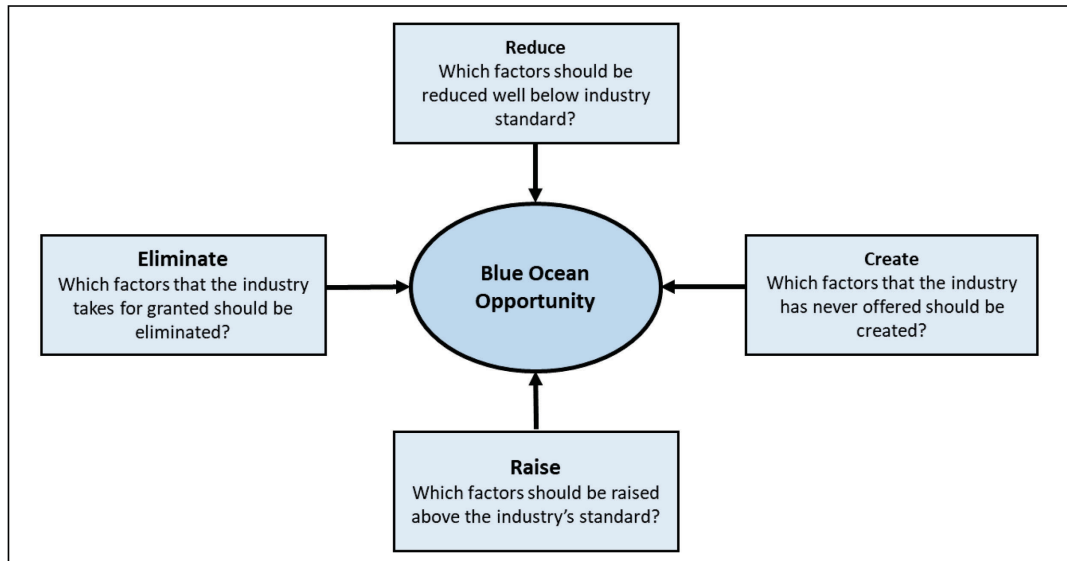 Reduce
Which factors should be
reduced well below industry
standard?
Eliminate
Which factors that the industry
takes for granted should be
eliminated?
Blue Ocean
Opportunity
Create
Which factors that the industry
has never offered should be
created?
Raise
Which factors should be raised
above the industry’s standard?